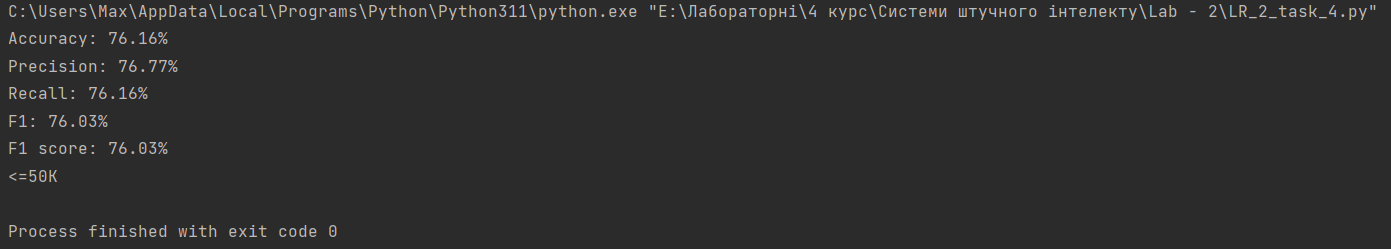 C:\Users\Max\AppData\Local\Programs\Python\Python311\python.exe "E:\Лабораторні\4 курс\Системи штучного інтелекту\Lab - 2\LR_2_task_4.py"
Accuracy: 76.16%
Precision: 76.77%
Recall: 76.16%
F1: 76.03%
F1 score: 76.03%
<=50K
Process finished with exit code 0